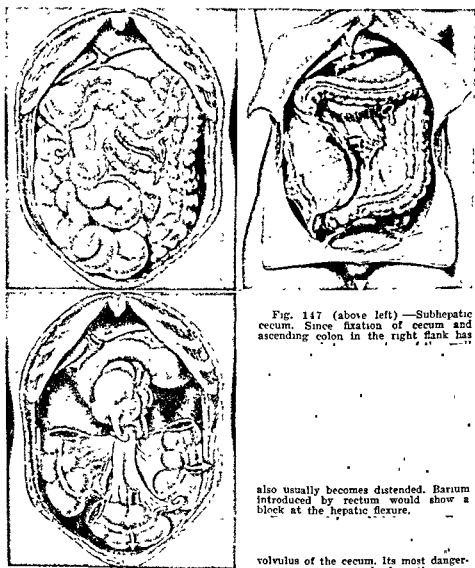 Fig. 147 (above left) —Subhepatic
cecum. Since fixation of cecum and
ascending colon in the right flank has
also usually becomes distended. Barium
introduced by rectum would show a
block at the hepatic flexure.
volvulus of the cecum. Its most danger-